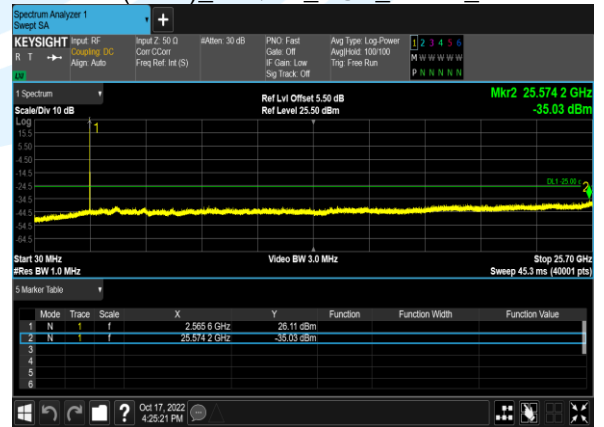 Spectrum Analyzer 1
Swept SA
KEYSIGHT
R T
LXI
Input: RF
Coupling: DC
Align: Auto
Input Z: 50 Ω
Corr CCorr
Freq Ref: Int (S)
#Atten: 30 dB
PNO: Fast
Gate: Off
IF Gain: Low
Sig Track: Off
Avg Type: Log-Power
Avg|Hold: 100/100
Trig: Free Run
1 2 3 4 5 6
M W W W W W
P N N N N N
1 Spectrum
Scale/Div 10 dB
Ref Lvl Offset 5.50 dB
Ref Level 25.50 dBm
Mkr2 25.574 2 GHz
-35.03 dBm
Log
1
15.5
5.50
-4.50
-14.5
-24.5
DL1 -25.00
2
-34.5
-44.5
-54.5
-64.5
Start 30 MHz
#Res BW 1.0 MHz
Video BW 3.0 MHz
Stop 25.70 GHz
Sweep 45.3 ms (40001 pts)
5 Marker Table
Mode Trace Scale X Y Function Function Width Function Value
1 N 1 f 2.565 6 GHz 26.11 dBm
2 N 1 f 25.574 2 GHz -35.03 dBm
3
4
5
6
?
Oct 17, 2022
4:25:21 PM